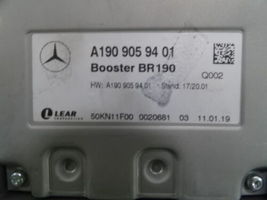 A190 905 94 01
Booster BR190
Q002
HW: A190 905 94 01 Stand: 17/20.01
LEAR
CORPORATION
50KN11F00 0020681 03 11.01.19